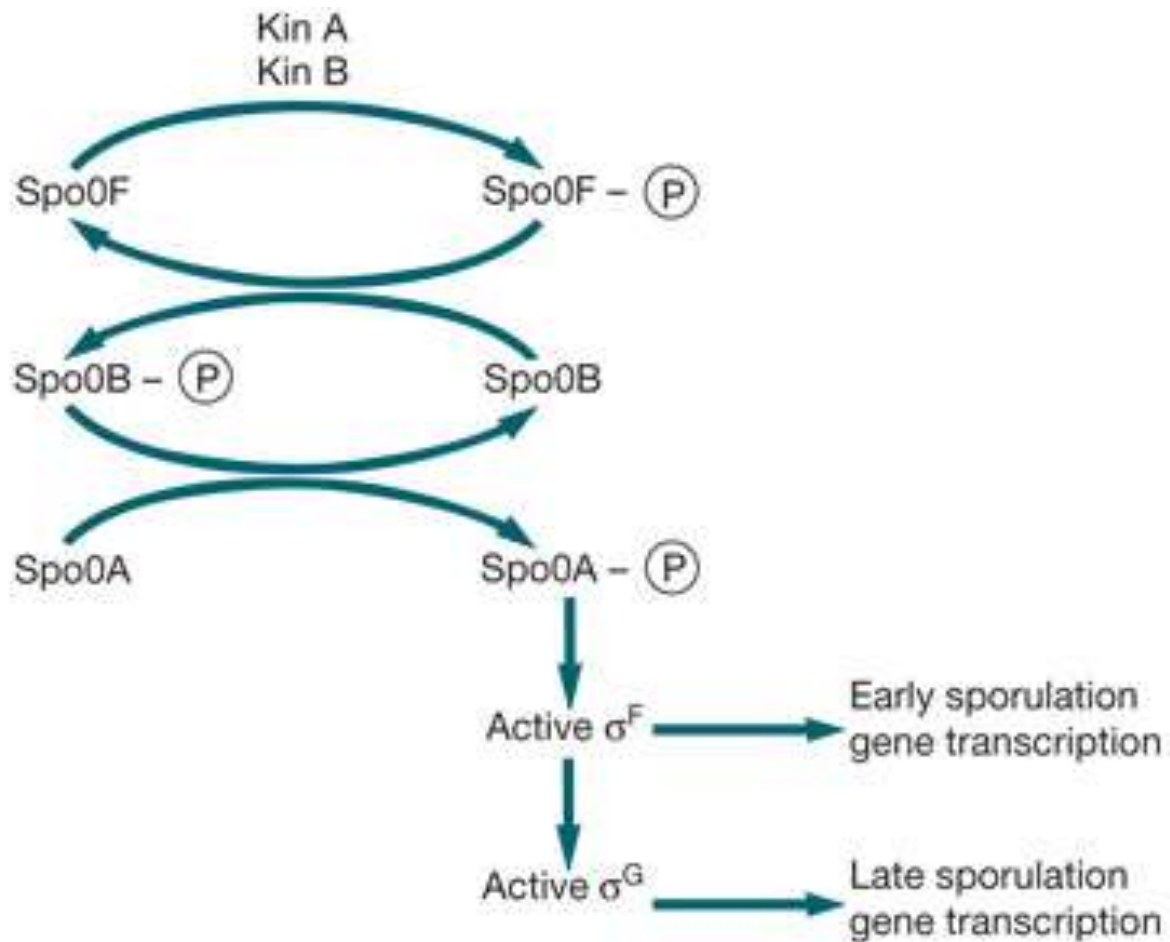 Kin A
Kin B
Spo0F
Spo0F – P
Spo0B – P
Spo0B
Spo0A
Spo0A – P
Active σF
Early sporulation
gene transcription
Active σG
Late sporulation
gene transcription